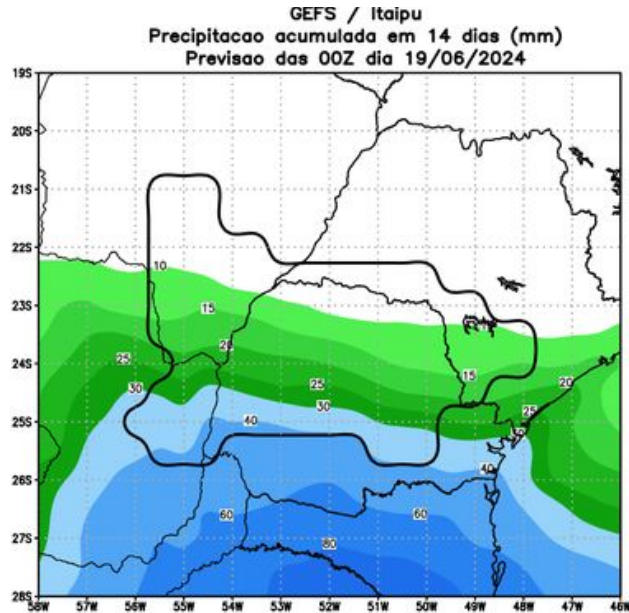 GEFS / Itaipu
Precipitacao acumulada em 14 dias (mm)
Previsao das 00Z dia 19/06/2024
19S
20S
21S
22S
10
23S
15
15
20
24S
25
25
15
20
30
30
25
25S
40
30
26S
40
27S
60
60
80
28S
58W 57W 56W 55W 54W 53W 52W 51W 50W 49W 48W 47W 46W